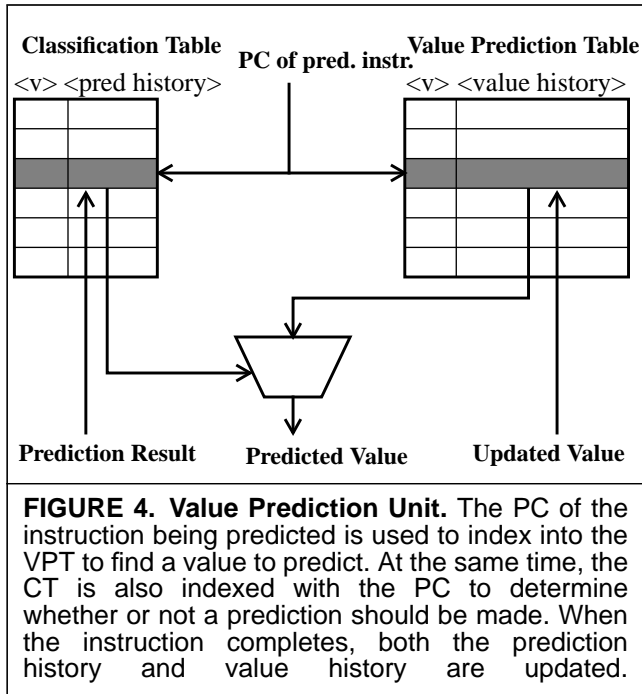 Classification Table
PC of pred. instr.
Value Prediction Table
<v> <pred history>
<v> <value history>
Prediction Result
Predicted Value
Updated Value
FIGURE 4. Value Prediction Unit. The PC of the
instruction being predicted is used to index into the
VPT to find a value to predict. At the same time, the
CT is also indexed with the PC to determine
whether or not a prediction should be made. When
the instruction completes, both the prediction
history and value history are updated.